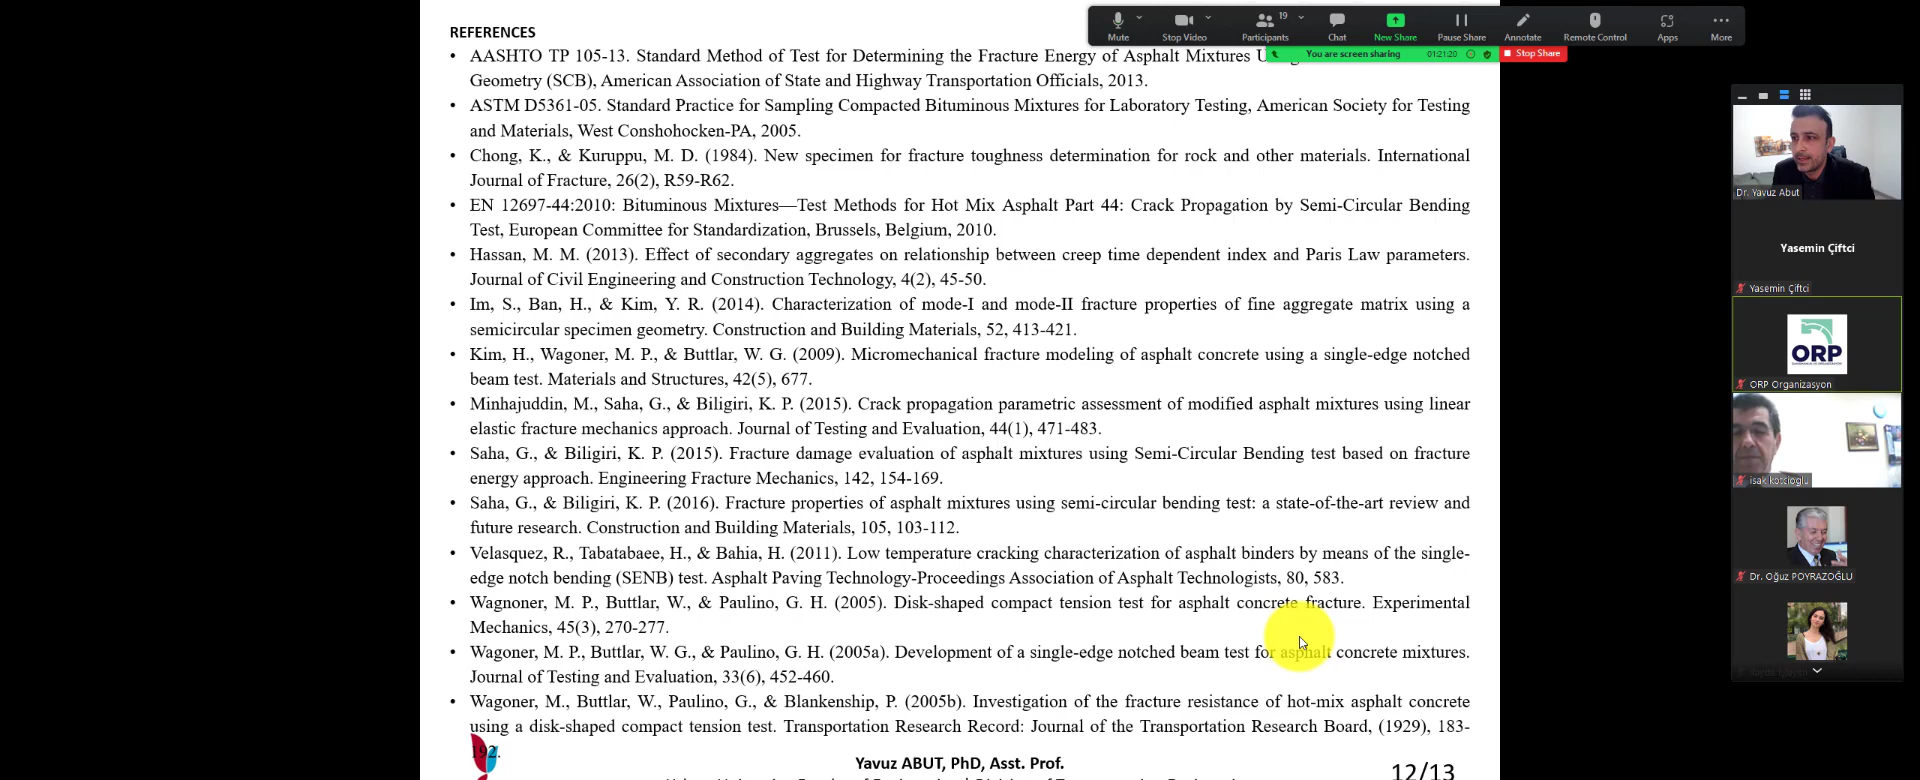 REFERENCES
• AASHTO TP 105-13. Standard Method of Test for Determining the Fracture Energy of Asphalt Mixtures
Geometry (SCB), American Association of State and Highway Transportation Officials, 2013.
• ASTM D5361-05. Standard Practice for Sampling Compacted Bituminous Mixtures for Laboratory Testing, American Society for Testing
and Materials, West Conshohocken-PA, 2005.
• Chong, K., & Kuruppu, M. D. (1984). New specimen for fracture toughness determination for rock and other materials. International
Journal of Fracture, 26(2), R59-R62.
• EN 12697-44:2010: Bituminous Mixtures—Test Methods for Hot Mix Asphalt Part 44: Crack Propagation by Semi-Circular Bending
Test, European Committee for Standardization, Brussels, Belgium, 2010.
• Hassan, M. M. (2013). Effect of secondary aggregates on relationship between creep time dependent index and Paris Law parameters.
Journal of Civil Engineering and Construction Technology, 4(2), 45-50.
• Im, S., Ban, H., & Kim, Y. R. (2014). Characterization of mode-I and mode-II fracture properties of fine aggregate matrix using a
semicircular specimen geometry. Construction and Building Materials, 52, 413-421.
• Kim, H., Wagoner, M. P., & Buttlar, W. G. (2009). Micromechanical fracture modeling of asphalt concrete using a single-edge notched
beam test. Materials and Structures, 42(5), 677.
• Minhajuddin, M., Saha, G., & Biligiri, K. P. (2015). Crack propagation parametric assessment of modified asphalt mixtures using linear
elastic fracture mechanics approach. Journal of Testing and Evaluation, 44(1), 471-483.
• Saha, G., & Biligiri, K. P. (2015). Fracture damage evaluation of asphalt mixtures using Semi-Circular Bending test based on fracture
energy approach. Engineering Fracture Mechanics, 142, 154-169.
• Saha, G., & Biligiri, K. P. (2016). Fracture properties of asphalt mixtures using semi-circular bending test: a state-of-the-art review and
future research. Construction and Building Materials, 105, 103-112.
• Velasquez, R., Tabatabaee, H., & Bahia, H. (2011). Low temperature cracking characterization of asphalt binders by means of the single-
edge notch bending (SENB) test. Asphalt Paving Technology-Proceedings Association of Asphalt Technologists, 80, 583.
• Wagnoner, M. P., Buttlar, W., & Paulino, G. H. (2005). Disk-shaped compact tension test for asphalt concrete fracture. Experimental
Mechanics, 45(3), 270-277.
• Wagoner, M. P., Buttlar, W. G., & Paulino, G. H. (2005a). Development of a single-edge notched beam test for asphalt concrete mixtures.
Journal of Testing and Evaluation, 33(6), 452-460.
• Wagoner, M., Buttlar, W., Paulino, G., & Blankenship, P. (2005b). Investigation of the fracture resistance of hot-mix asphalt concrete
using a disk-shaped compact tension test. Transportation Research Record: Journal of the Transportation Research Board, (1929), 183-
192.
Yavuz ABUT, PhD, Asst. Prof.
12/13
Mute
Stop Video
19
Participants
Chat
New Share
Pause Share
Annotate
Remote Control
Apps
More
You are screen sharing
01:21:20
Stop Share
Dr. Yavuz Abut
Yasemin Çiftci
Yasemin Çiftci
ORP
ORP Organizasyon
isak kotcioglu
Dr. Oğuz POYRAZOĞLU